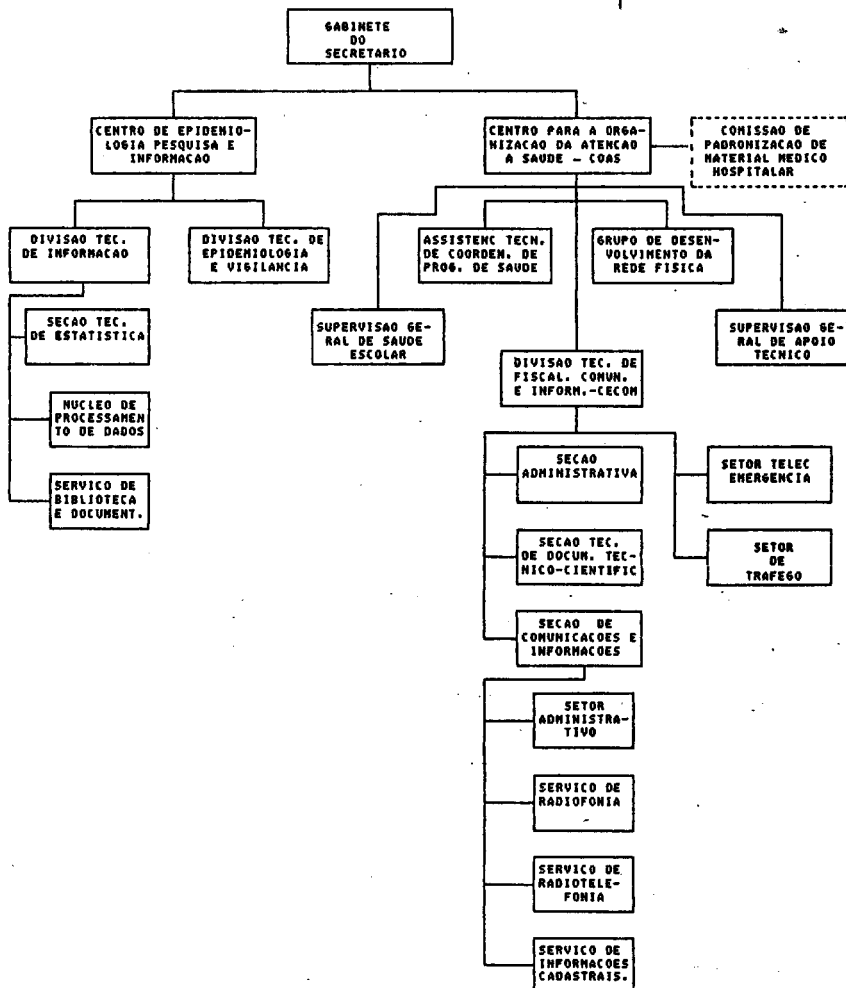 GABINETE
DO
SECRETARIO
CENTRO DE EPIDEMIO-
LOGIA PESQUISA E
INFORMACAO
CENTRO PARA A ORGA-
NIZACAO DA ATENCAO
A SAUDE - COAS
COMISSAO DE
PADRONIZACAO DE
MATERIAL MEDICO
HOSPITALAR
DIVISAO TEC.
DE INFORMACAO
DIVISAO TEC. DE
EPIDEMIOLOGIA
E VIGILANCIA
ASSISTENC TECN.
DE COORDEN. DE
PROG. DE SAUDE
GRUPO DE DESEN-
VOLVIMENTO DA
REDE FISICA
SECAO TEC.
DE ESTATISTICA
SUPERVISAO GE-
RAL DE SAUDE
ESCOLAR
SUPERVISAO GE-
RAL DE APOIO
TECNICO
DIVISAO TEC. DE
FISCAL. COMUN.
E INFORM.-CECOM
NUCLEO DE
PROCESSAMEN
TO DE DADOS
SERVICO DE
BIBLIOTECA
E DOCUMENT.
SECAO
ADMINISTRATIVA
SETOR TELEC
EMERGENCIA
SECAO TEC.
DE DOCUM. TEC-
NICO-CIENTIFIC
SETOR
DE
TRAFEGO
SECAO DE
COMUNICACOES E
INFORMACOES
SETOR
ADMINISTRA-
TIVO
SERVICO DE
RADIOFONIA
SERVICO DE
RADIOTELE-
FONIA
SERVICO DE
INFORMACOES
CADASTRAIS.